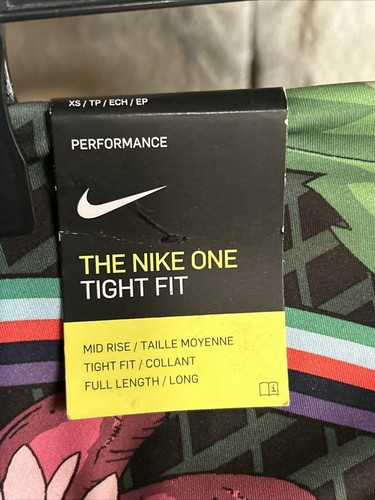 XS / TP / ECH / EP
PERFORMANCE
THE NIKE ONE
TIGHT FIT
MID RISE / TAILLE MOYENNE
TIGHT FIT / COLLANT
FULL LENGTH / LONG